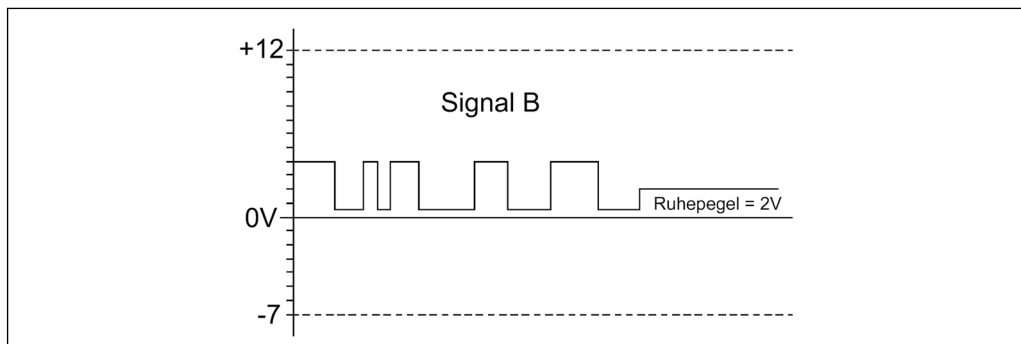 +12
Signal B
0V
Ruhepegel = 2V
-7